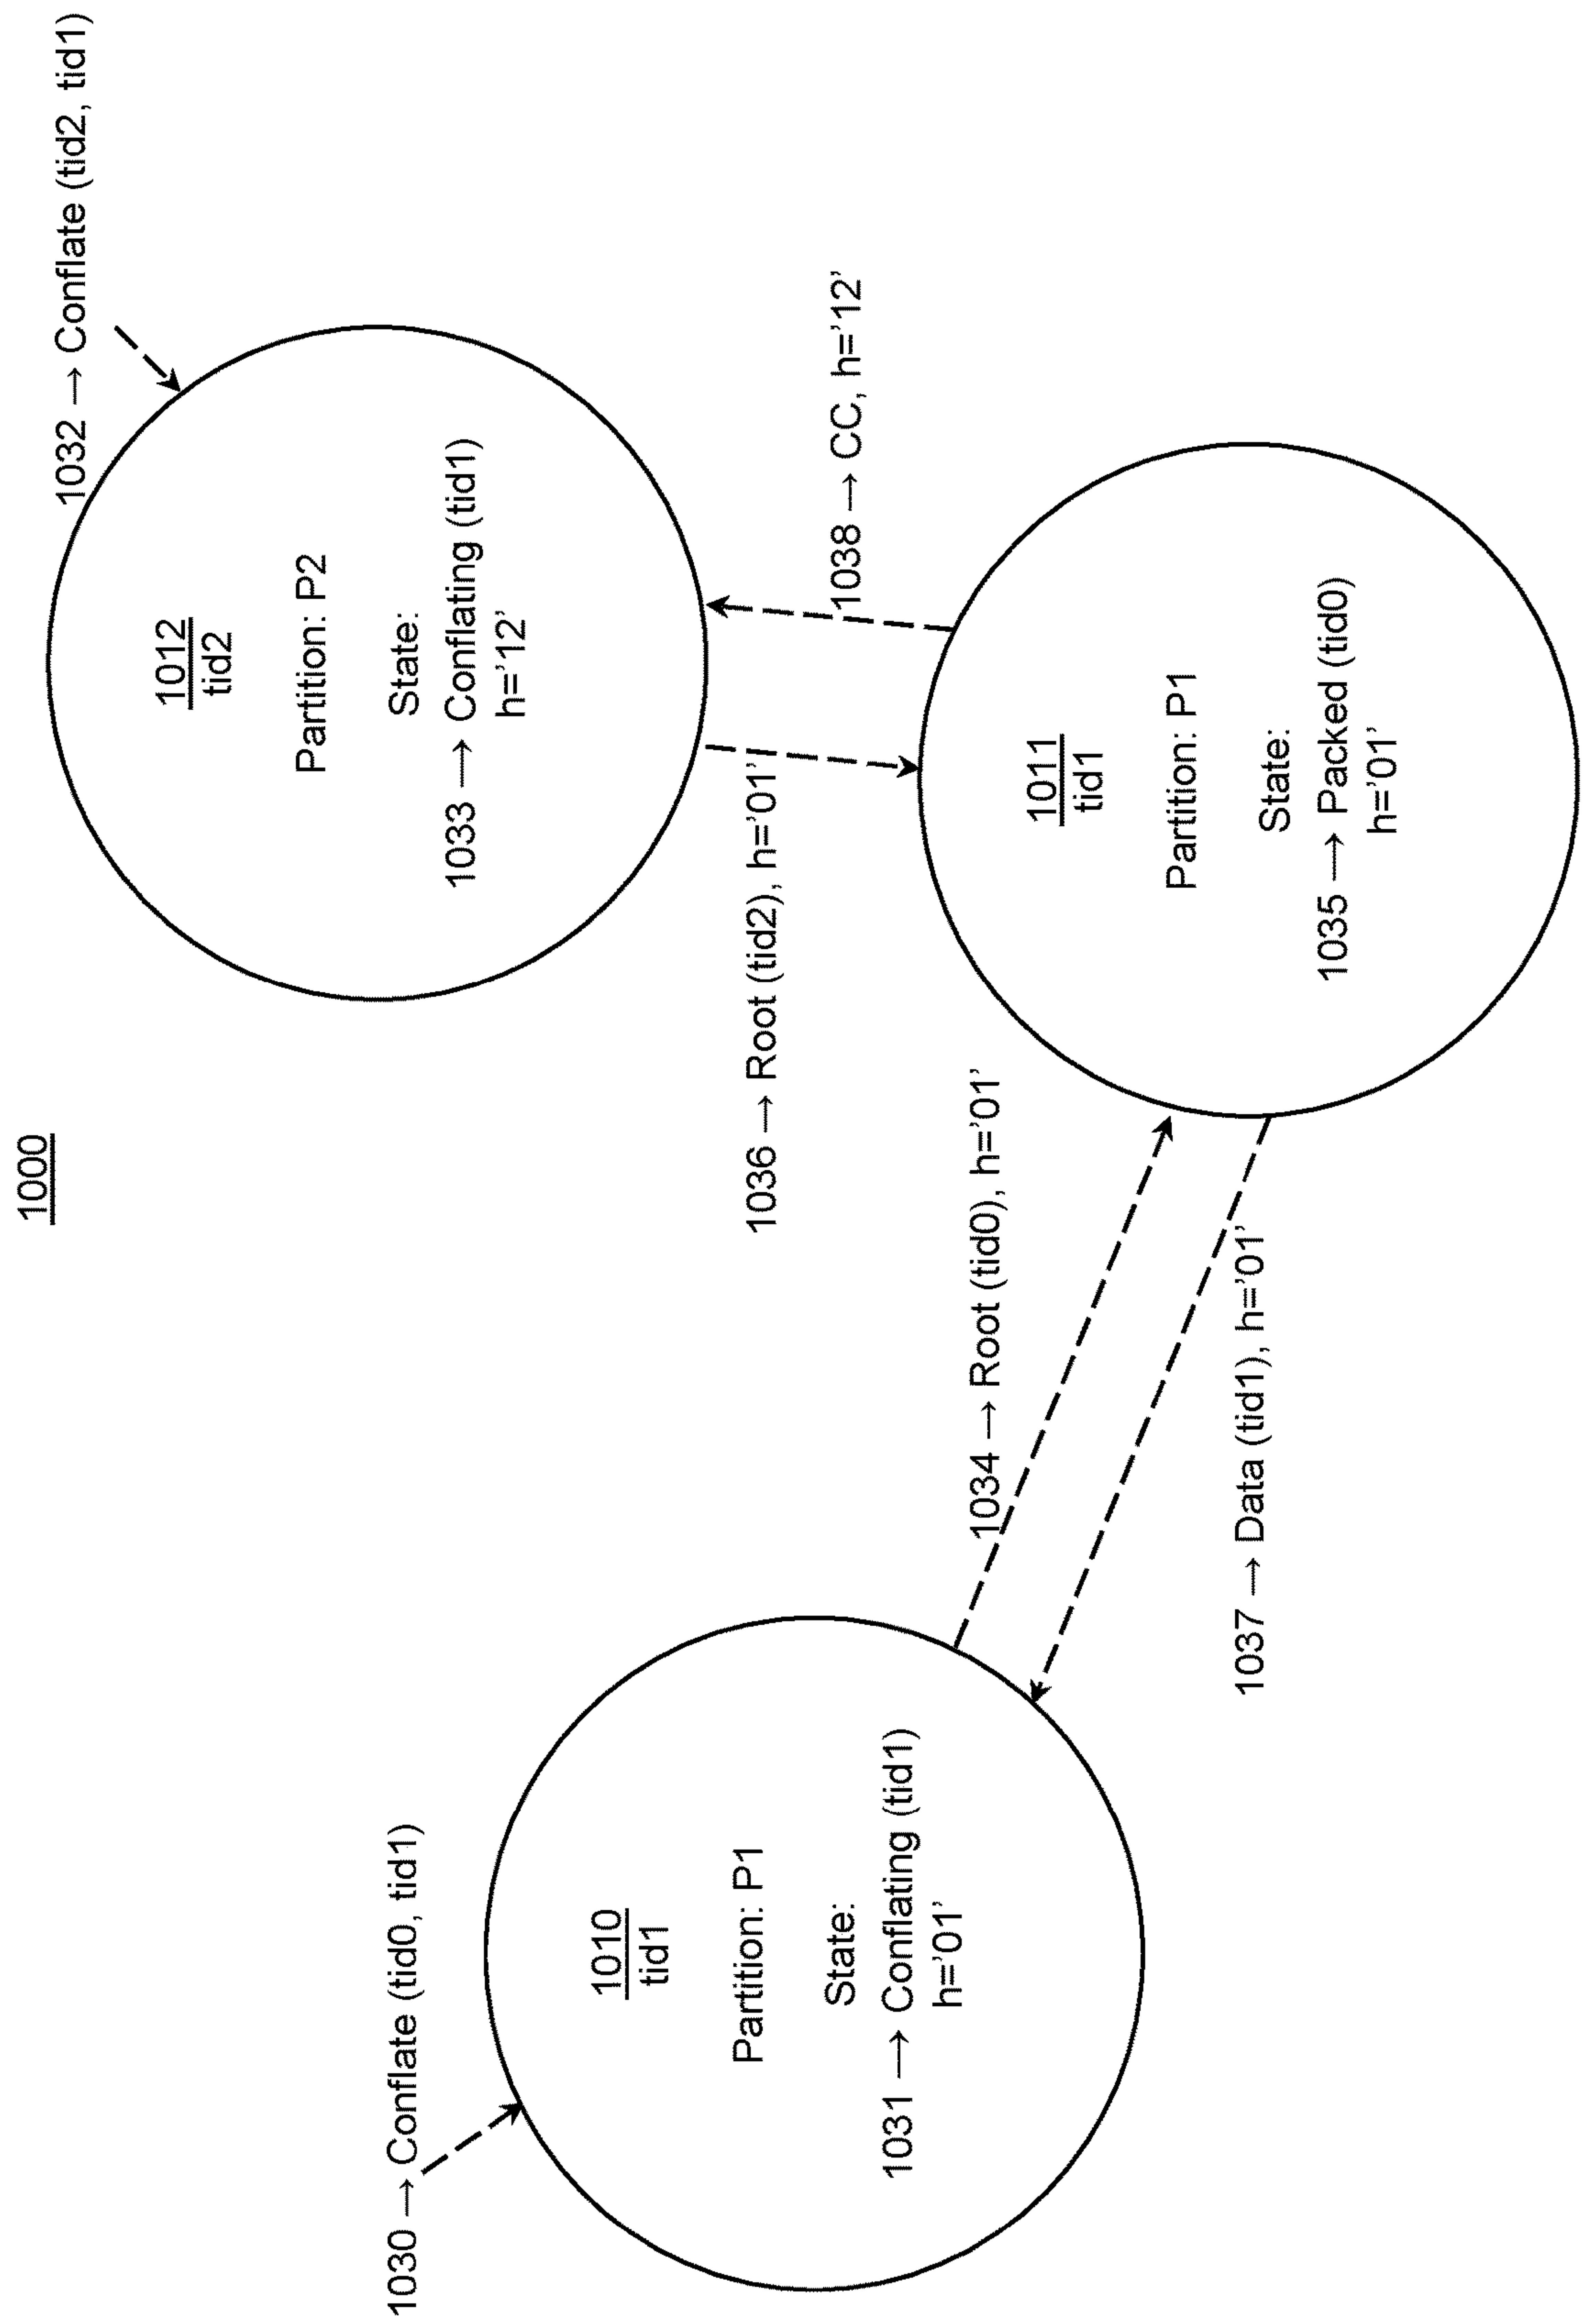 1000
1030 → Conflate (tid0, tid1)
1010
tid1
Partition: P1
State:
1031 → Conflating (tid1)
h='01'
1032 → Conflate (tid2, tid1)
1012
tid2
Partition: P2
State:
1033 → Conflating (tid1)
h='12'
1036 → Root (tid2), h='01'
1038 → CC, h='12'
1034 → Root (tid0), h='01'
1037 → Data (tid1), h='01'
1011
tid1
Partition: P1
State:
1035 → Packed (tid0)
h='01'